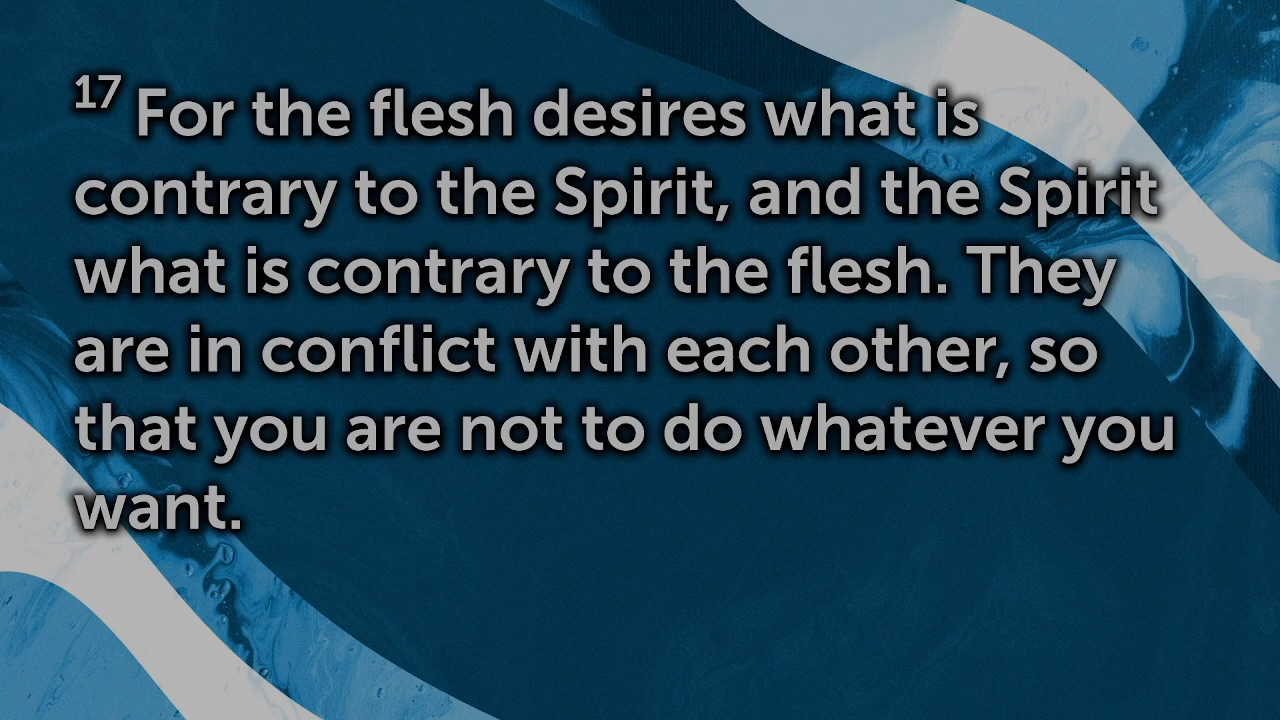 17 For the flesh desires what is
contrary to the Spirit, and the Spirit
what is contrary to the flesh. They
are in conflict with each other, so
that you are not to do whatever you
want.